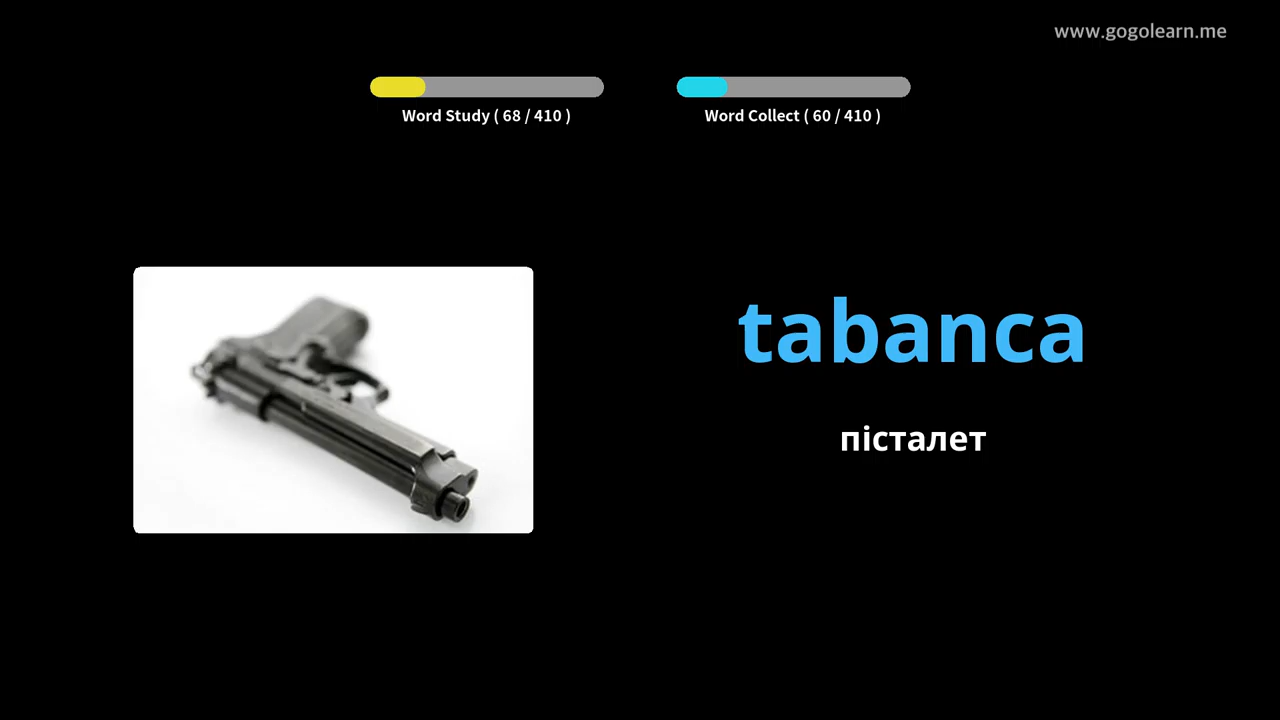 www.gogolearn.me
Word Study ( 68 / 410 )
Word Collect ( 60 / 410 )
tabanca
пісталет